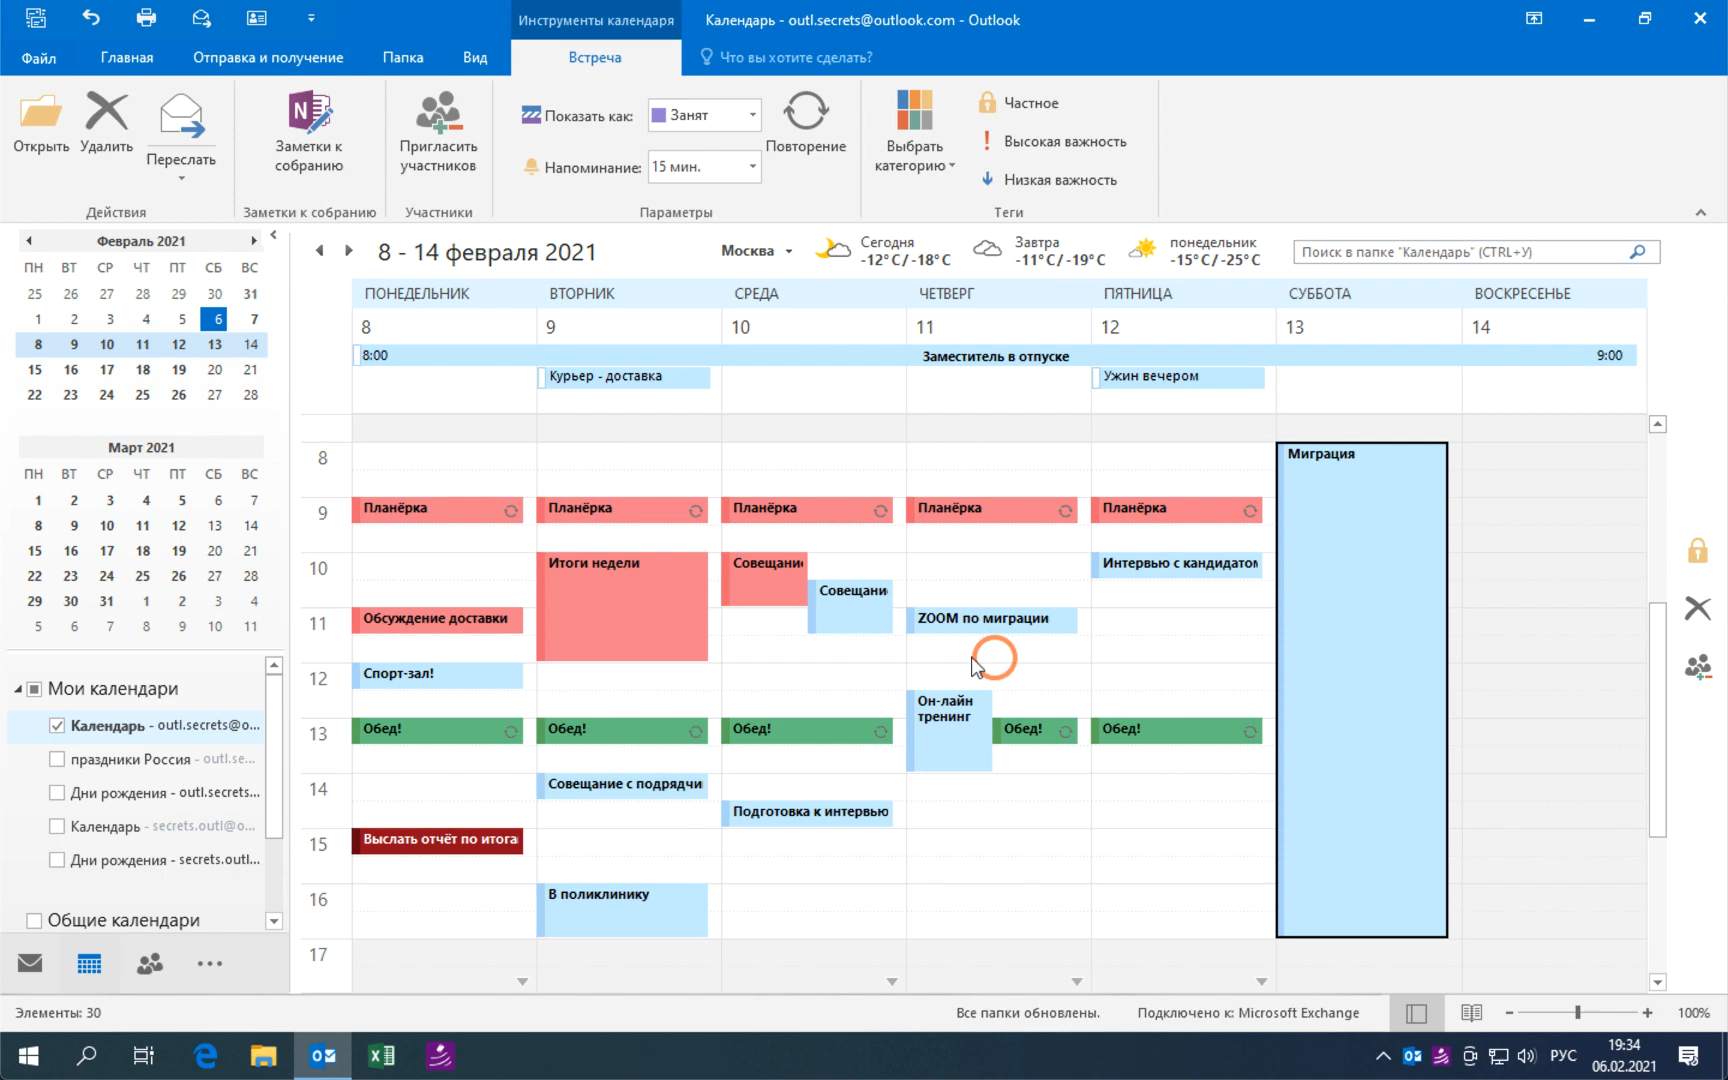 Инструменты календаря
Календарь - outl.secrets@outlook.com - Outlook
Файл
Главная
Отправка и получение
Папка
Вид
Встреча
Что вы хотите сделать?
Открыть
Удалить
Переслать
Действия
Заметки к
собранию
Заметки к собранию
Пригласить
участников
Участники
Показать как:
Занят
Напоминание:
15 мин.
Повторение
Параметры
Выбрать
категорию
Частное
Высокая важность
Низкая важность
Теги
Февраль 2021
ПН ВТ СР ЧТ ПТ СБ ВС
25 26 27 28 29 30 31
1 2 3 4 5 6 7
8 9 10 11 12 13 14
15 16 17 18 19 20 21
22 23 24 25 26 27 28
Март 2021
ПН ВТ СР ЧТ ПТ СБ ВС
1 2 3 4 5 6 7
8 9 10 11 12 13 14
15 16 17 18 19 20 21
22 23 24 25 26 27 28
29 30 31 1 2 3 4
5 6 7 8 9 10 11
Мои календари
Календарь - outl.secrets@o...
праздники Россия - outl.se...
Дни рождения - outl.secrets...
Календарь - secrets.outl@o...
Дни рождения - secrets.outl...
Общие календари
8 - 14 февраля 2021
Москва
Сегодня
-12°C/-18°C
Завтра
-11°C/-19°C
понедельник
-15°C/-25°C
Поиск в папке "Календарь" (CTRL+У)
ПОНЕДЕЛЬНИК ВТОРНИК СРЕДА ЧЕТВЕРГ ПЯТНИЦА СУББОТА ВОСКРЕСЕНЬЕ
8 9 10 11 12 13 14
8:00 Заместитель в отпуске 9:00
Курьер - доставка Ужин вечером
8
Миграция
9
Планёрка Планёрка Планёрка Планёрка Планёрка
10
Итоги недели Совещание Интервью с кандидатом
Совещание
11
Обсуждение доставки ZOOM по миграции
12
Спорт-зал!
Он-лайн
тренинг
13
Обед! Обед! Обед! Обед! Обед!
14
Совещание с подрядчи
Подготовка к интервью
15
Выслать отчёт по итога
16
В поликлинику
17
Элементы: 30
Все папки обновлены.
Подключено к: Microsoft Exchange
100%
РУС
19:34
06.02.2021